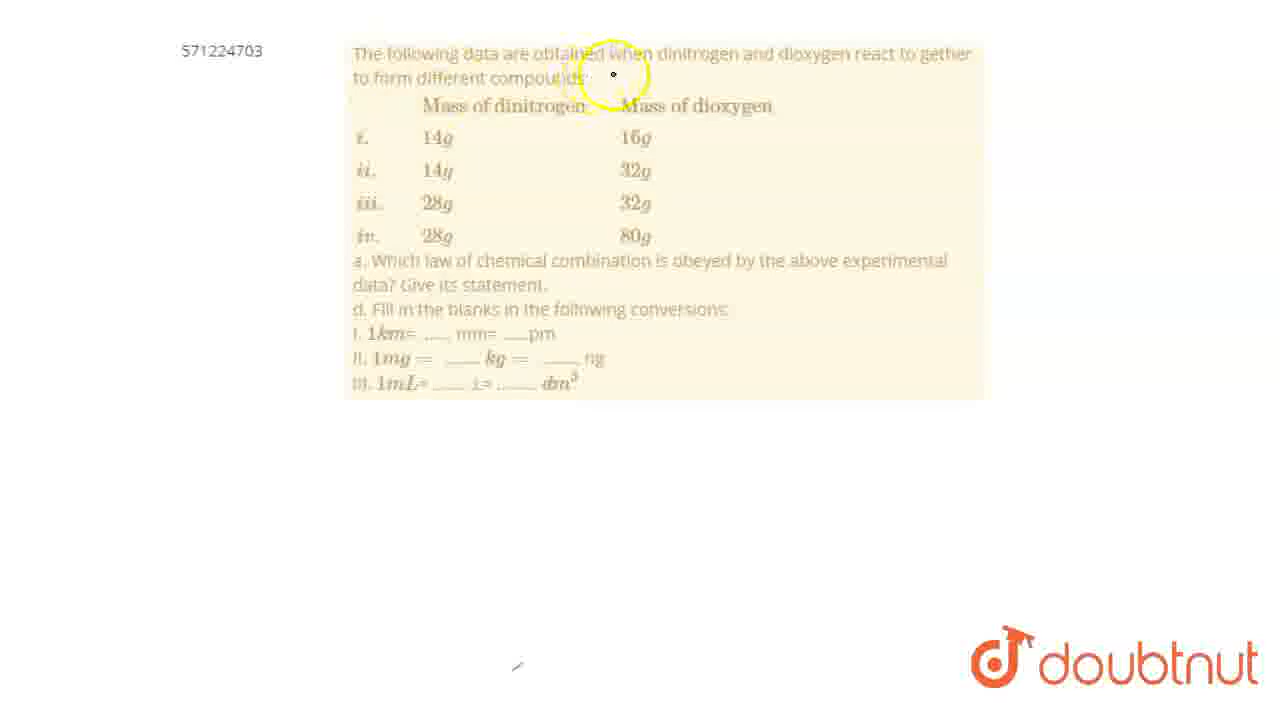 571224703
The following data are obtained when dinitrogen and dioxygen react to gether
to form different compounds:
Mass of dinitrogen Mass of dioxygen
i. 14g 16g
ii. 14g 32g
iii. 28g 32g
iv. 28g 80g
a. Which law of chemical combination is obeyed by the above experimental
data? Give its statement.
d. Fill in the blanks in the following conversions:
I. 1km= ...... mm= ......pm
II. 1mg = ........ kg = ........ ng
III. 1mL= ........ L= ......... dm³
doubtnut